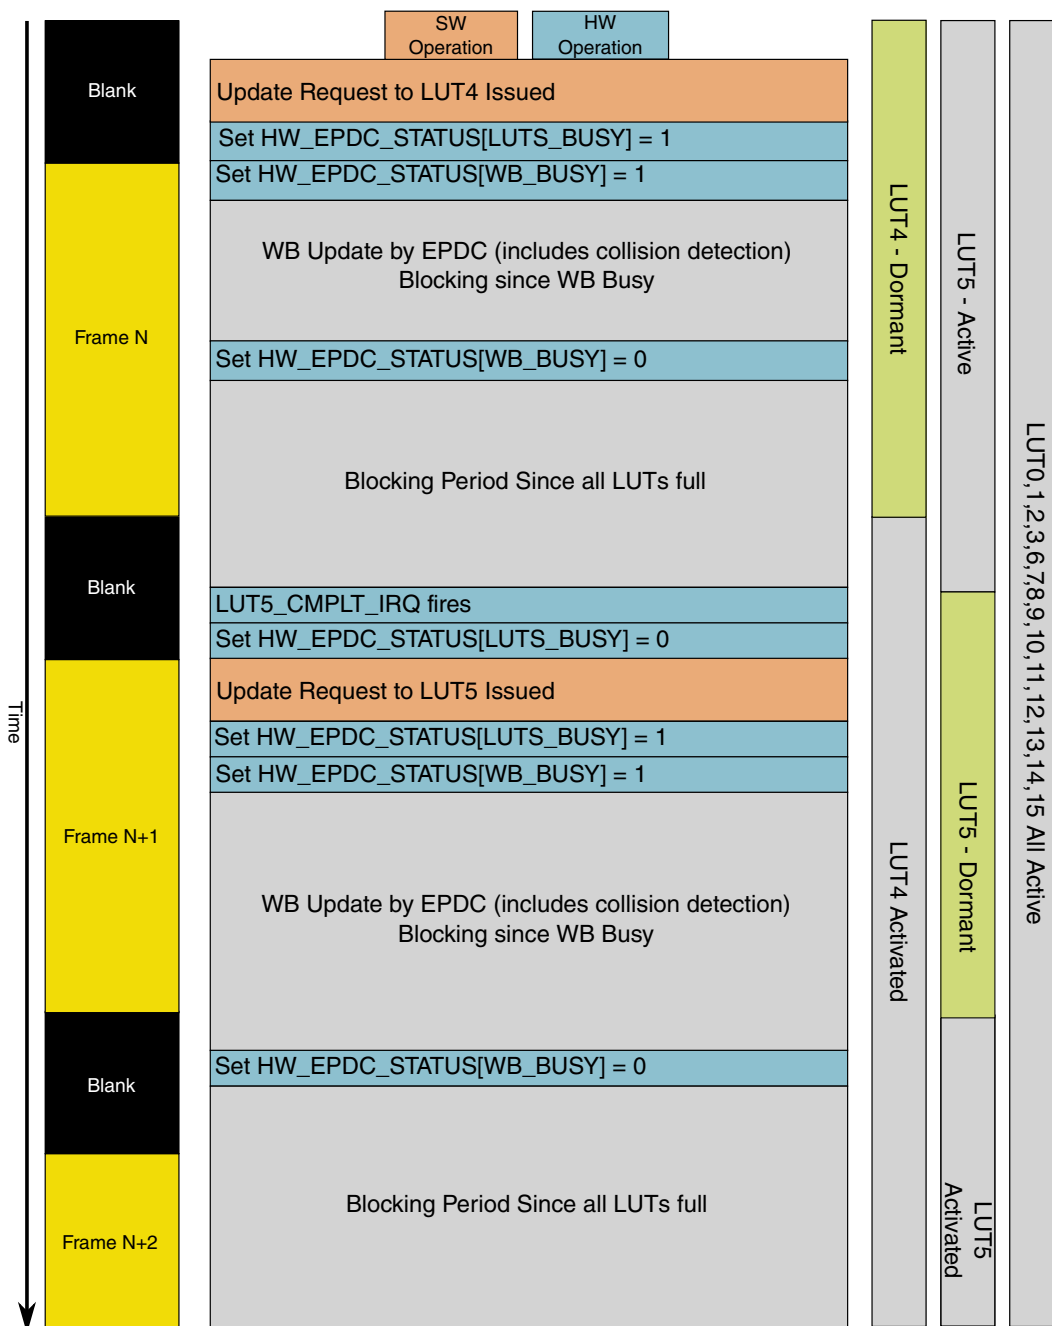 SW
Operation
HW
Operation
Blank
Update Request to LUT4 Issued
Set HW_EPDC_STATUS[LUTS_BUSY] = 1
Set HW_EPDC_STATUS[WB_BUSY] = 1
WB Update by EPDC (includes collision detection)
Blocking since WB Busy
Frame N
Set HW_EPDC_STATUS[WB_BUSY] = 0
Blocking Period Since all LUTs full
Blank
LUT5_CMPLT_IRQ fires
Set HW_EPDC_STATUS[LUTS_BUSY] = 0
Update Request to LUT5 Issued
Set HW_EPDC_STATUS[LUTS_BUSY] = 1
Set HW_EPDC_STATUS[WB_BUSY] = 1
Frame N+1
WB Update by EPDC (includes collision detection)
Blocking since WB Busy
Blank
Set HW_EPDC_STATUS[WB_BUSY] = 0
Blocking Period Since all LUTs full
Frame N+2
Time
LUT4 - Dormant
LUT4 Activated
LUT5 - Active
LUT5 - Dormant
LUT5
Activated
LUT0,1,2,3,6,7,8,9,10,11,12,13,14,15 All Active